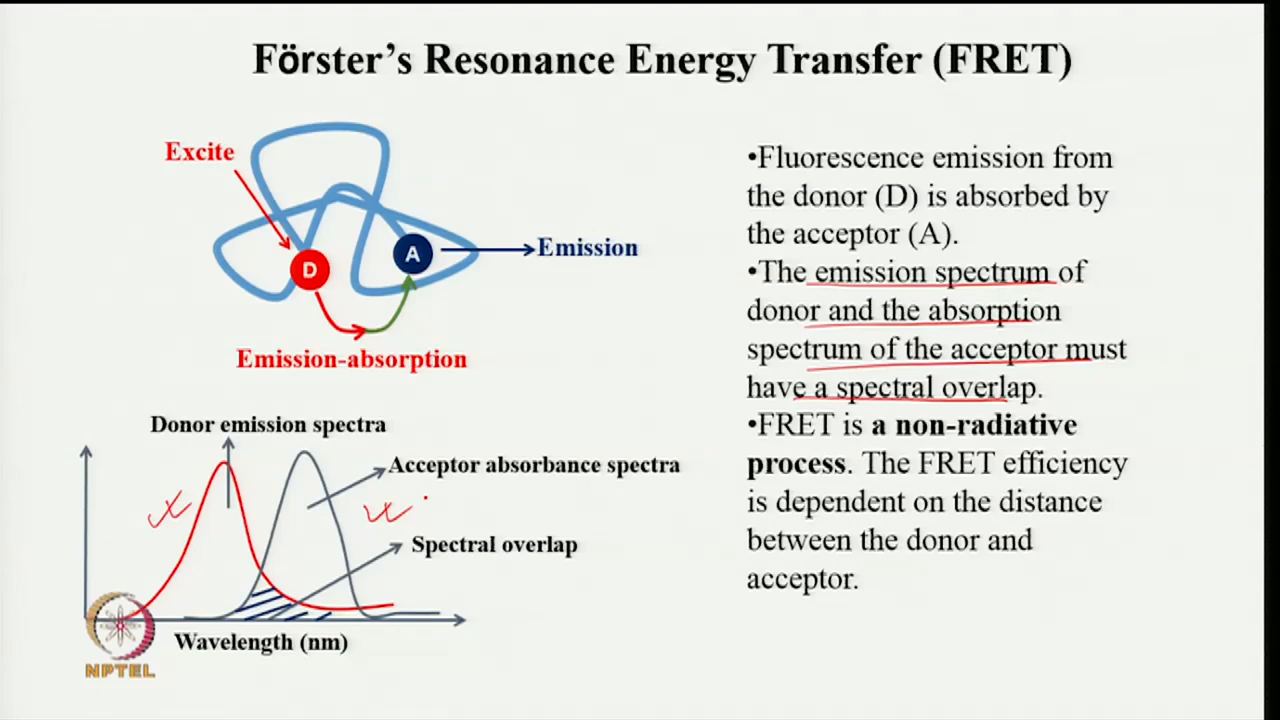 Förster’s Resonance Energy Transfer (FRET)
Excite
D
A
Emission
Emission-absorption
Donor emission spectra
Acceptor absorbance spectra
Spectral overlap
Wavelength (nm)
NPTEL
•Fluorescence emission from
the donor (D) is absorbed by
the acceptor (A).
•The emission spectrum of
donor and the absorption
spectrum of the acceptor must
have a spectral overlap.
•FRET is a non-radiative
process. The FRET efficiency
is dependent on the distance
between the donor and
acceptor.